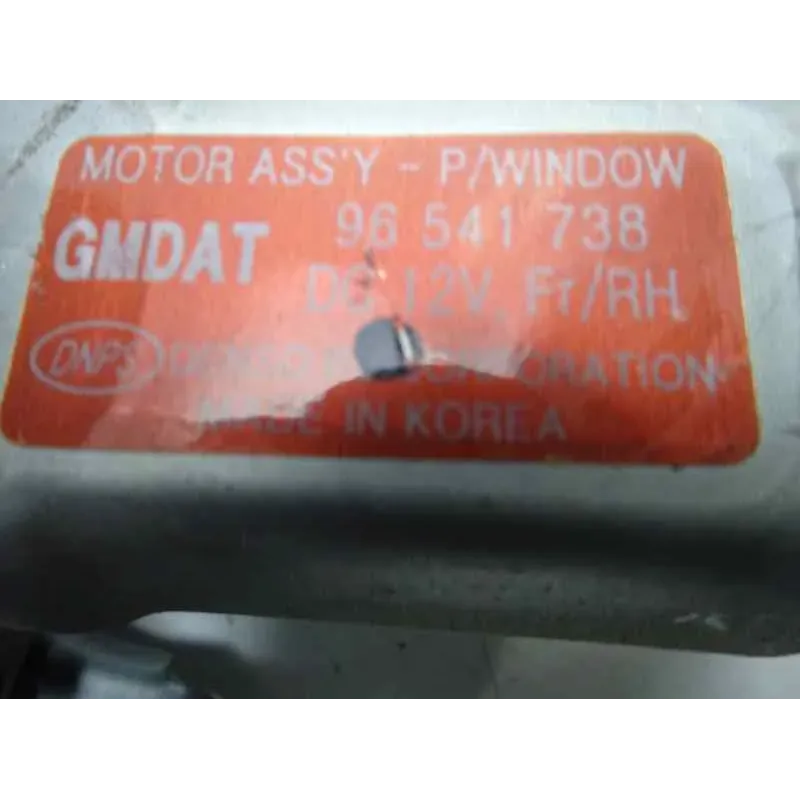 MOTOR ASS'Y - P/WINDOW
GMDAT 96 541 738
DC 12V, Fr/RH
DNPS CORPORATION
MADE IN KOREA